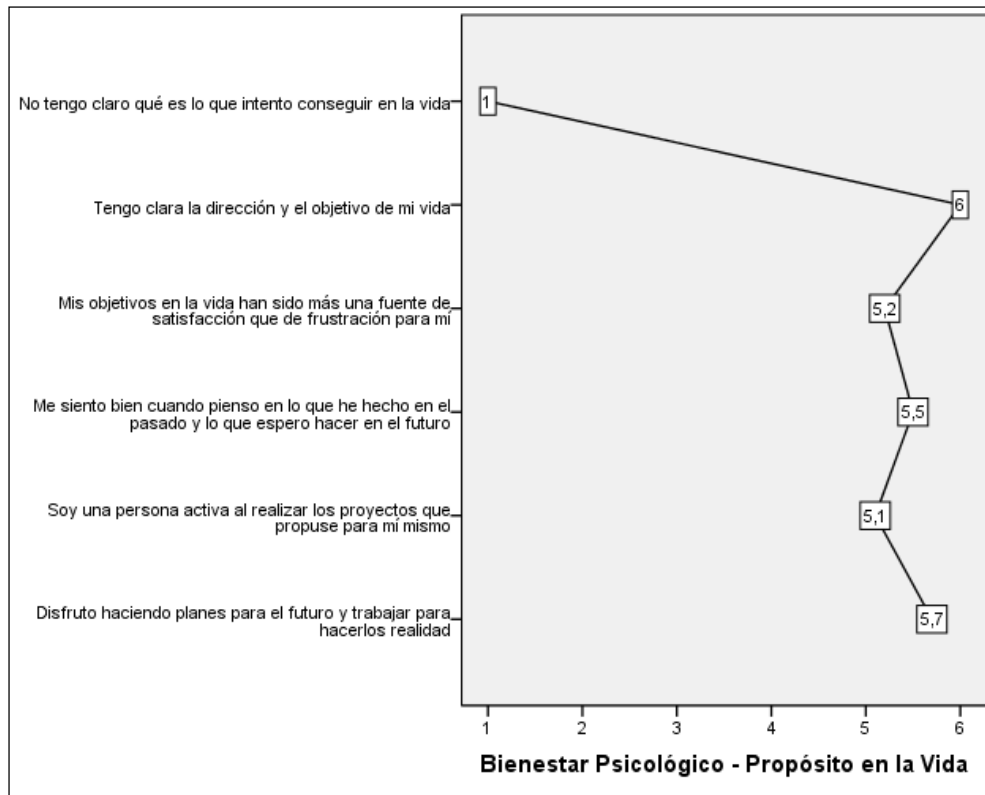 No tengo claro qué es lo que intento conseguir en la vida
1
Tengo clara la dirección y el objetivo de mi vida
6
Mis objetivos en la vida han sido más una fuente de
satisfacción que de frustración para mí
5,2
Me siento bien cuando pienso en lo que he hecho en el
pasado y lo que espero hacer en el futuro
5,5
Soy una persona activa al realizar los proyectos que
propuse para mí mismo
5,1
Disfruto haciendo planes para el futuro y trabajar para
hacerlos realidad
5,7
1 2 3 4 5 6
Bienestar Psicológico - Propósito en la Vida